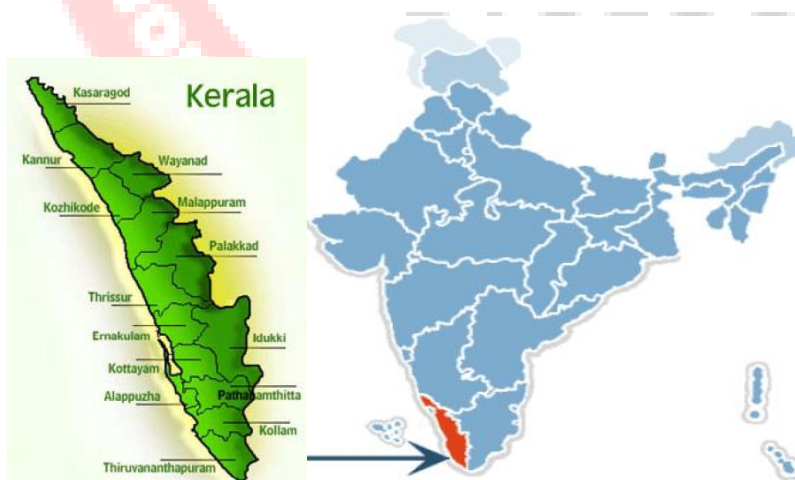 Kerala
Kasaragod
Kannur
Wayanad
Kozhikode
Malappuram
Palakkad
Thrissur
Ernakulam
Idukki
Kottayam
Pathanamthitta
Alappuzha
Kollam
Thiruvananthapuram